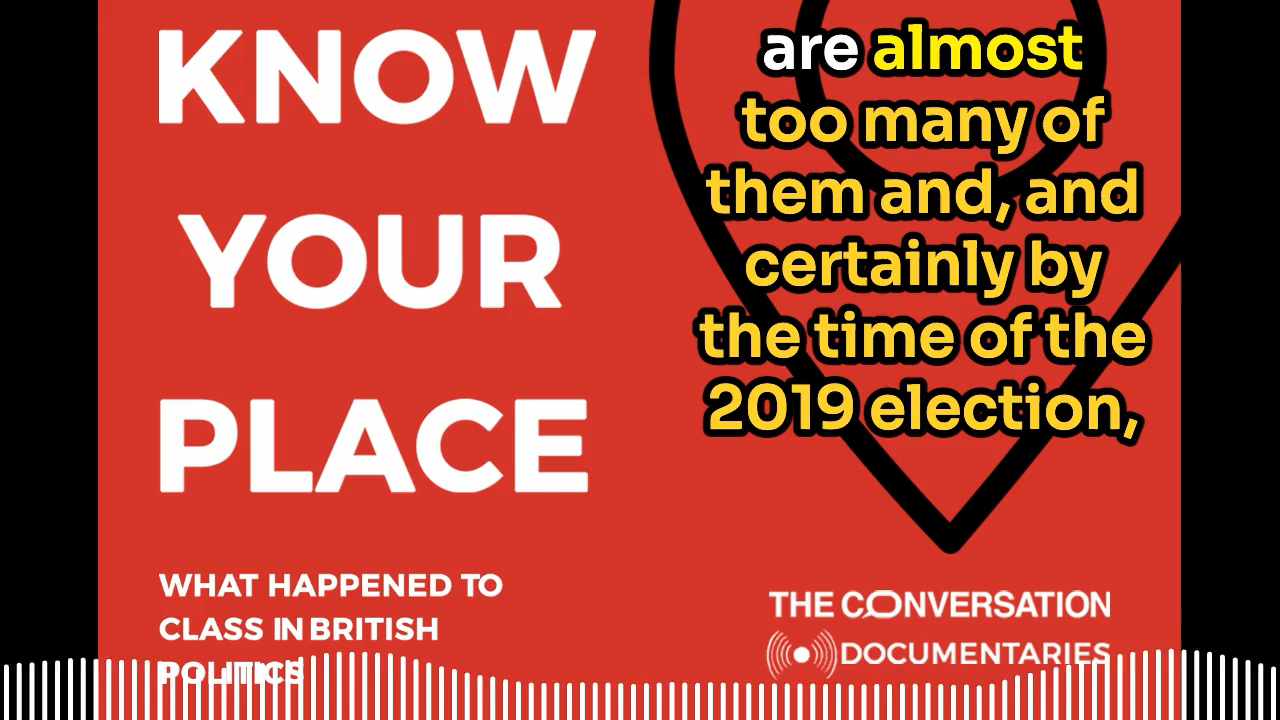 KNOW
YOUR
PLACE
WHAT HAPPENED TO
CLASS IN BRITISH
POLITICS
are almost
too many of
them and, and
certainly by
the time of the
2019 election,
THE CONVERSATION
DOCUMENTARIES